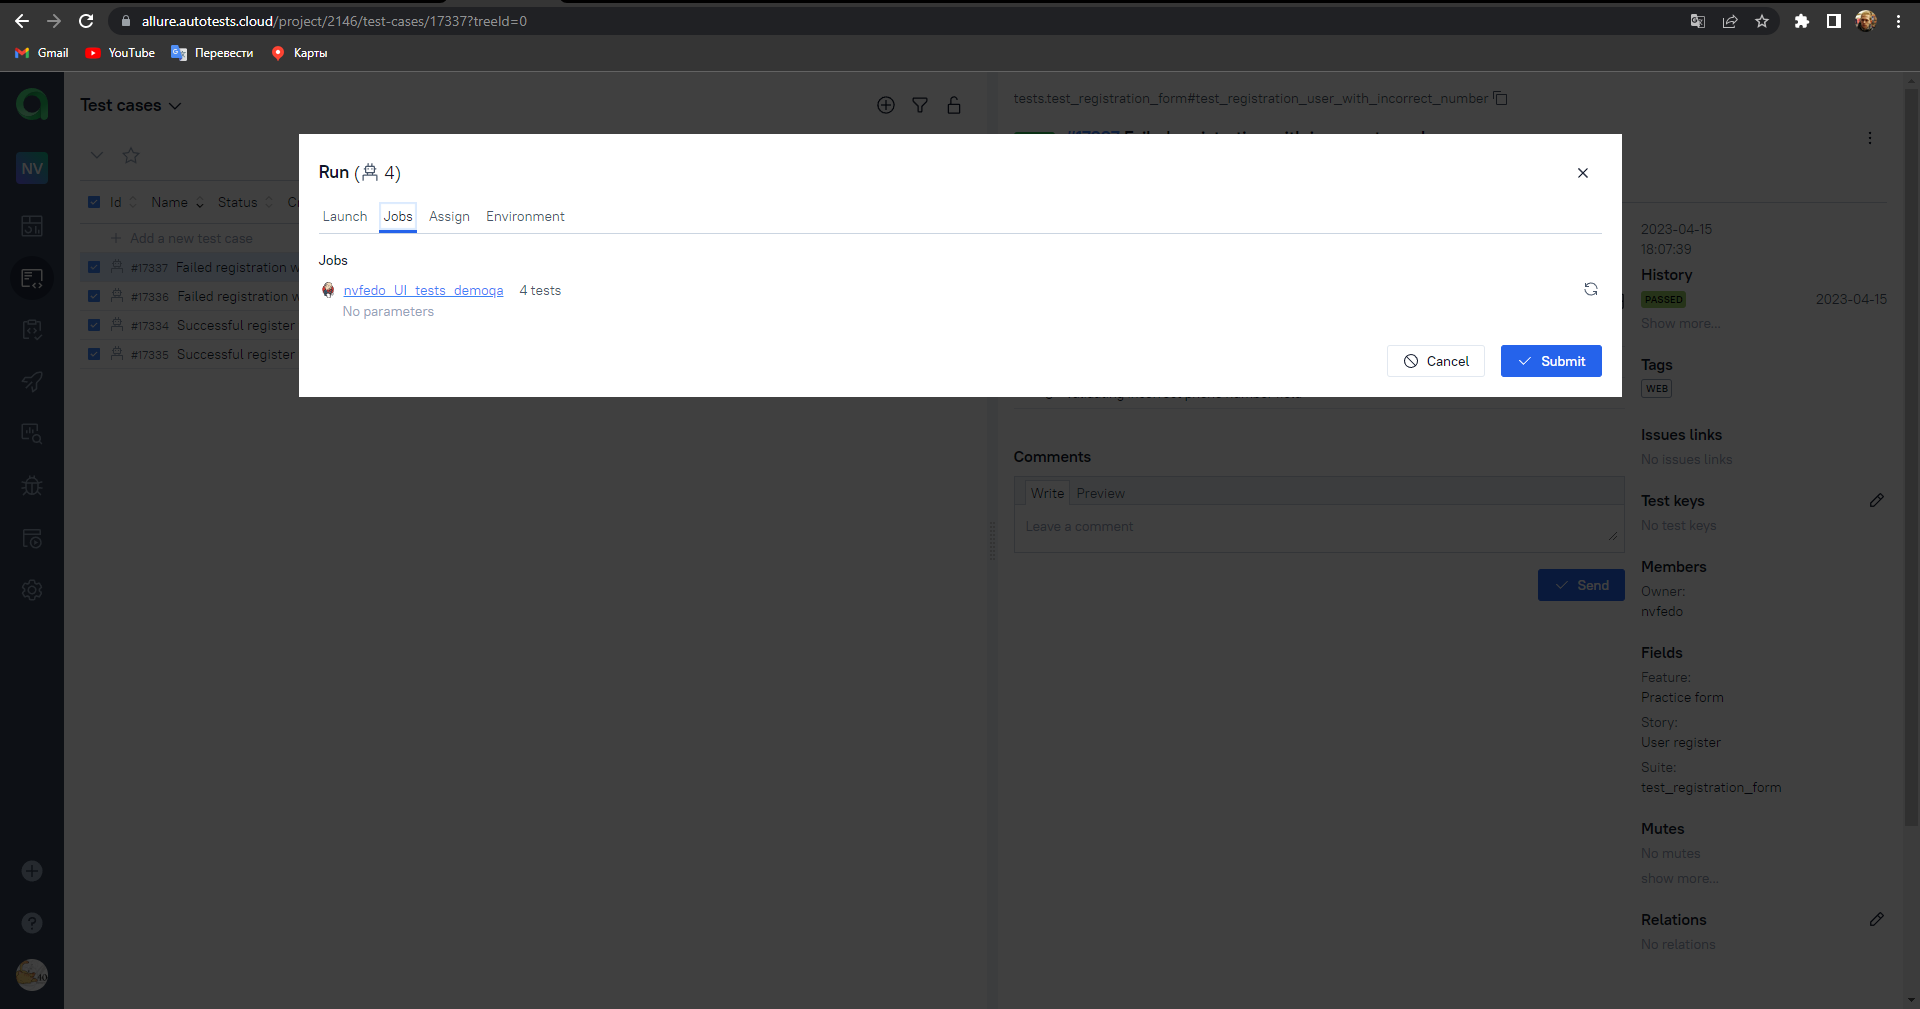 allure.autotests.cloud/project/2146/test-cases/17337?treeId=0
Gmail YouTube Перевести Карты
Test cases
tests.test_registration_form#test_registration_user_with_incorrect_number
NV
Run ( 4)
Launch Jobs Assign Environment
Jobs
nvfedo_UI_tests_demoqa 4 tests
No parameters
Cancel Submit
Id Name Status
Add a new test case
#17337 Failed registration w
#17336 Failed registration w
#17334 Successful register
#17335 Successful register
Comments
Write Preview
Leave a comment
Send
2023-04-15
18:07:39
History
PASSED 2023-04-15
Show more...
Tags
WEB
Issues links
No issues links
Test keys
No test keys
Members
Owner:
nvfedo
Fields
Feature:
Practice form
Story:
User register
Suite:
test_registration_form
Mutes
No mutes
show more...
Relations
No relations